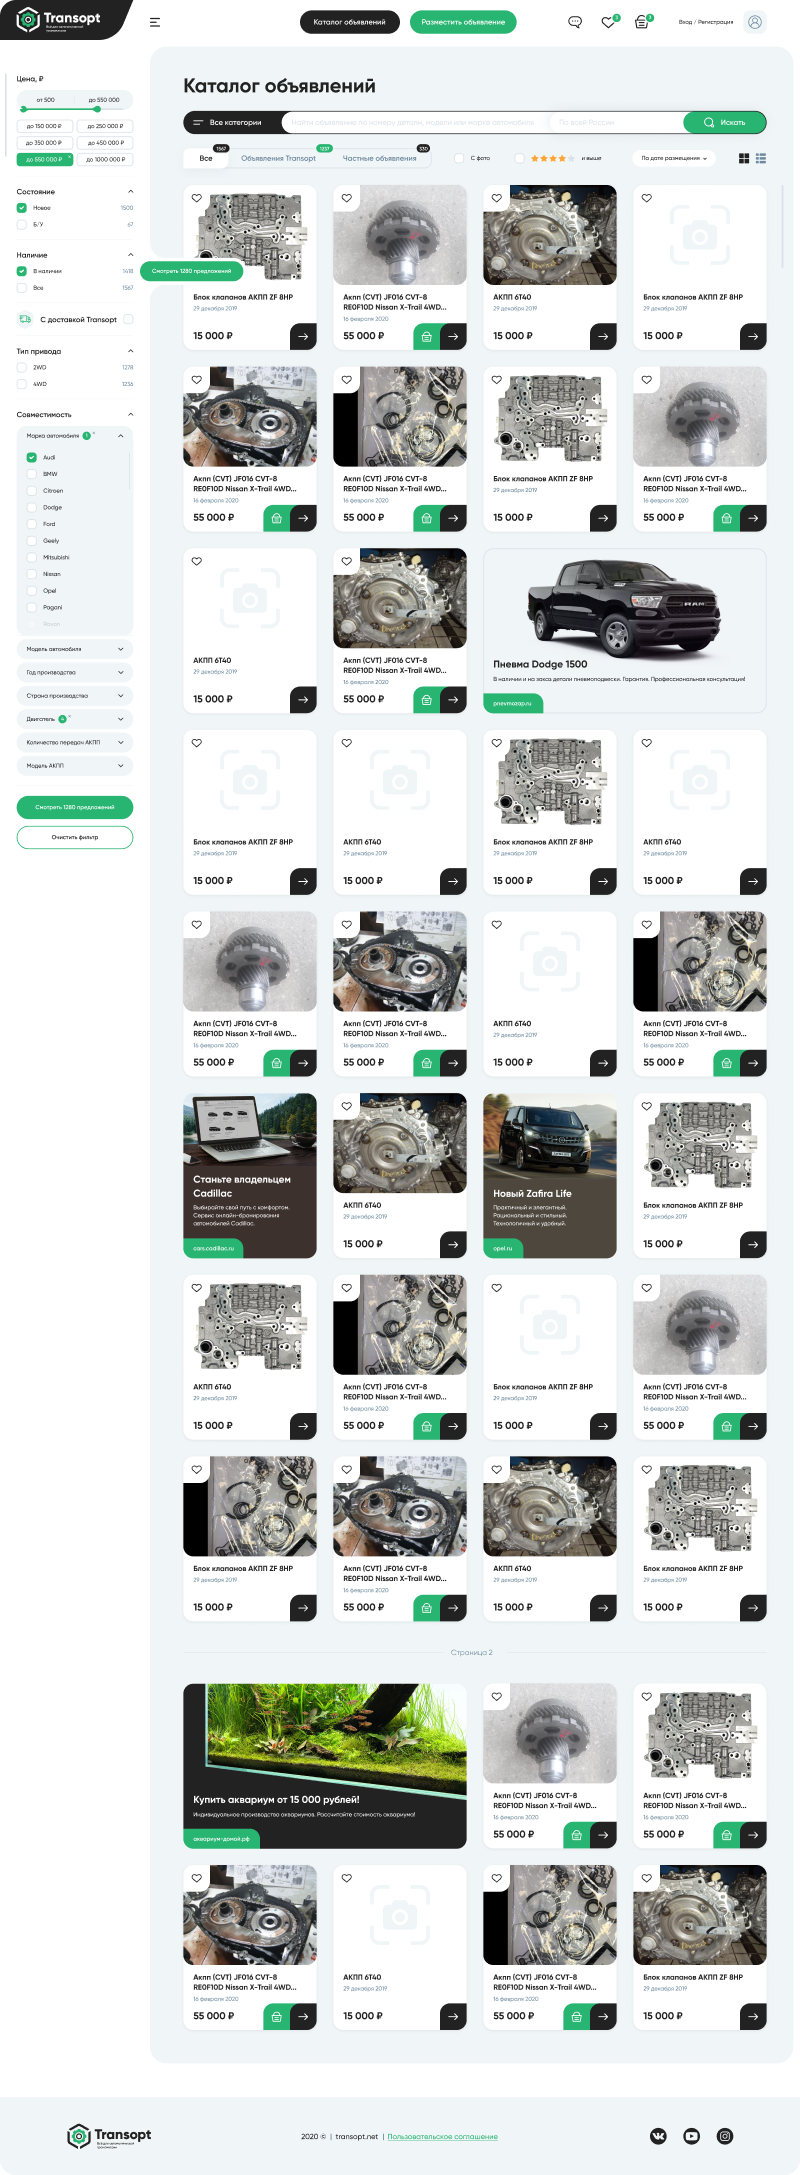 Transopt
Каталог объявлений
Разместить объявление
Вход / Регистрация
Цена, ₽
от 500
до 550 000
до 150 000 ₽
до 250 000 ₽
до 350 000 ₽
до 450 000 ₽
до 550 000 ₽
до 1000 000 ₽
Состояние
Новое 1500
Б/У 67
Наличие
В наличии 1418
Все 1567
Смотреть 1280 предложений
С доставкой Transopt
Тип привода
2WD 1278
4WD 1236
Совместимость
Марка автомобиля 1
Audi
BMW
Citroen
Dodge
Ford
Geely
Mitsubishi
Nissan
Opel
Pagani
Модель автомобиля
Год производства
Страна производства
Двигатель 4
Количество передач АКПП
Модель АКПП
Смотреть 1280 предложений
Очистить фильтр
Каталог объявлений
Все категории
Найти объявление по номеру детали, модели или марке автомобиля
По всей России
Искать
Все 1567
Объявления Transopt 1237
Частные объявления 330
С фото
и выше
По дате размещения
Блок клапанов АКПП ZF 8HP
29 декабря 2019
15 000 ₽
Акпп (CVT) JF016 CVT-8
RE0F10D Nissan X-Trail 4WD...
16 февраля 2020
55 000 ₽
АКПП 6T40
29 декабря 2019
15 000 ₽
Блок клапанов АКПП ZF 8HP
29 декабря 2019
15 000 ₽
Акпп (CVT) JF016 CVT-8
RE0F10D Nissan X-Trail 4WD...
16 февраля 2020
55 000 ₽
Акпп (CVT) JF016 CVT-8
RE0F10D Nissan X-Trail 4WD...
16 февраля 2020
55 000 ₽
Блок клапанов АКПП ZF 8HP
29 декабря 2019
15 000 ₽
Акпп (CVT) JF016 CVT-8
RE0F10D Nissan X-Trail 4WD...
16 февраля 2020
55 000 ₽
АКПП 6T40
29 декабря 2019
15 000 ₽
Акпп (CVT) JF016 CVT-8
RE0F10D Nissan X-Trail 4WD...
16 февраля 2020
55 000 ₽
RAM
Пневма Dodge 1500
В наличии и на заказ детали пневмоподвески. Гарантия. Профессиональная консультация!
pnevmozap.ru
Блок клапанов АКПП ZF 8HP
29 декабря 2019
15 000 ₽
АКПП 6T40
29 декабря 2019
15 000 ₽
Блок клапанов АКПП ZF 8HP
29 декабря 2019
15 000 ₽
АКПП 6T40
29 декабря 2019
15 000 ₽
Акпп (CVT) JF016 CVT-8
RE0F10D Nissan X-Trail 4WD...
16 февраля 2020
55 000 ₽
Акпп (CVT) JF016 CVT-8
RE0F10D Nissan X-Trail 4WD...
16 февраля 2020
55 000 ₽
АКПП 6T40
29 декабря 2019
15 000 ₽
Акпп (CVT) JF016 CVT-8
RE0F10D Nissan X-Trail 4WD...
16 февраля 2020
55 000 ₽
Станьте владельцем
Cadillac
Выбирайте свой путь с комфортом.
Сервис онлайн-бронирования
автомобилей Cadillac.
cars.cadillac.ru
АКПП 6T40
29 декабря 2019
15 000 ₽
Новый Zafira Life
Практичный и элегантный.
Рациональный и стильный.
Технологичный и удобный.
opel.ru
Блок клапанов АКПП ZF 8HP
29 декабря 2019
15 000 ₽
АКПП 6T40
29 декабря 2019
15 000 ₽
Акпп (CVT) JF016 CVT-8
RE0F10D Nissan X-Trail 4WD...
16 февраля 2020
55 000 ₽
Блок клапанов АКПП ZF 8HP
29 декабря 2019
15 000 ₽
Акпп (CVT) JF016 CVT-8
RE0F10D Nissan X-Trail 4WD...
16 февраля 2020
55 000 ₽
Блок клапанов АКПП ZF 8HP
29 декабря 2019
15 000 ₽
Акпп (CVT) JF016 CVT-8
RE0F10D Nissan X-Trail 4WD...
16 февраля 2020
55 000 ₽
АКПП 6T40
29 декабря 2019
15 000 ₽
Блок клапанов АКПП ZF 8HP
29 декабря 2019
15 000 ₽
Страница 2
Купить аквариум от 15 000 рублей!
Индивидуальное производство аквариумов. Рассчитайте стоимость аквариума!
аквариум-домой.рф
Акпп (CVT) JF016 CVT-8
RE0F10D Nissan X-Trail 4WD...
16 февраля 2020
55 000 ₽
Акпп (CVT) JF016 CVT-8
RE0F10D Nissan X-Trail 4WD...
16 февраля 2020
55 000 ₽
Акпп (CVT) JF016 CVT-8
RE0F10D Nissan X-Trail 4WD...
16 февраля 2020
55 000 ₽
АКПП 6T40
29 декабря 2019
15 000 ₽
Акпп (CVT) JF016 CVT-8
RE0F10D Nissan X-Trail 4WD...
16 февраля 2020
55 000 ₽
Блок клапанов АКПП ZF 8HP
29 декабря 2019
15 000 ₽
Transopt
2020 © | transopt.net | Пользовательское соглашение